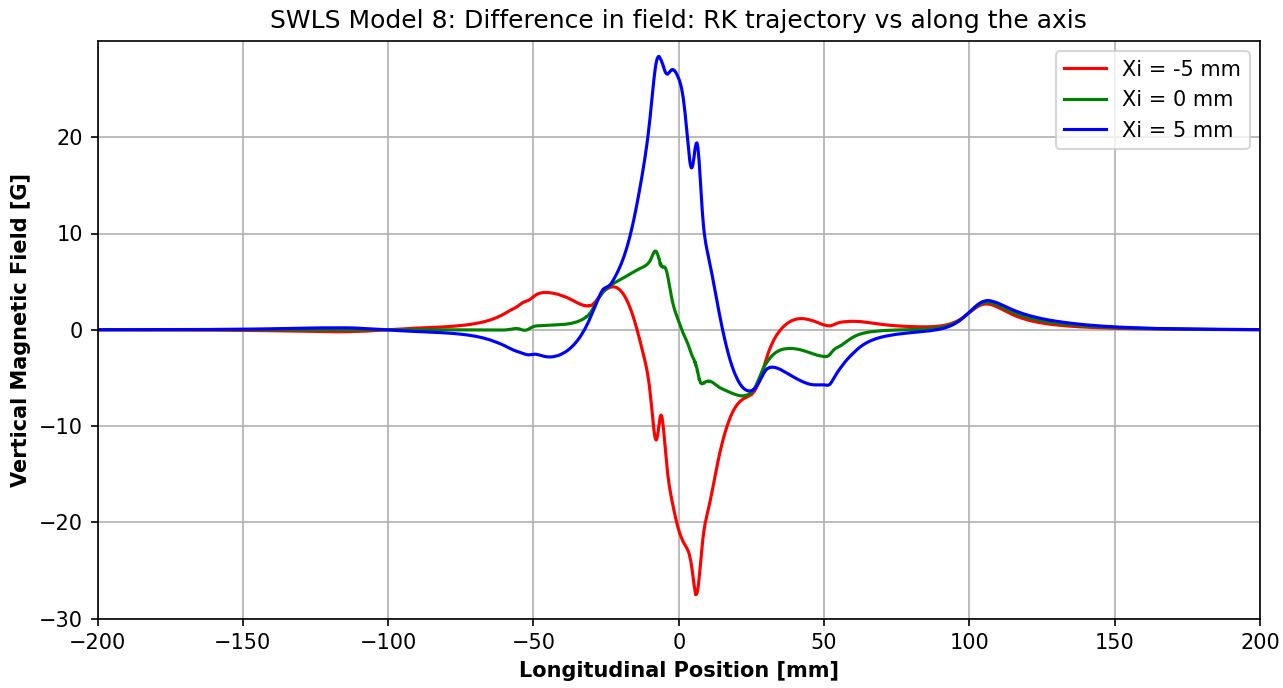 SWLS Model 8: Difference in field: RK trajectory vs along the axis
Xi = -5 mm
Xi = 0 mm
Xi = 5 mm
Vertical Magnetic Field [G]
20
10
0
−10
−20
−30
−200
−150
−100
−50
0
50
100
150
200
Longitudinal Position [mm]